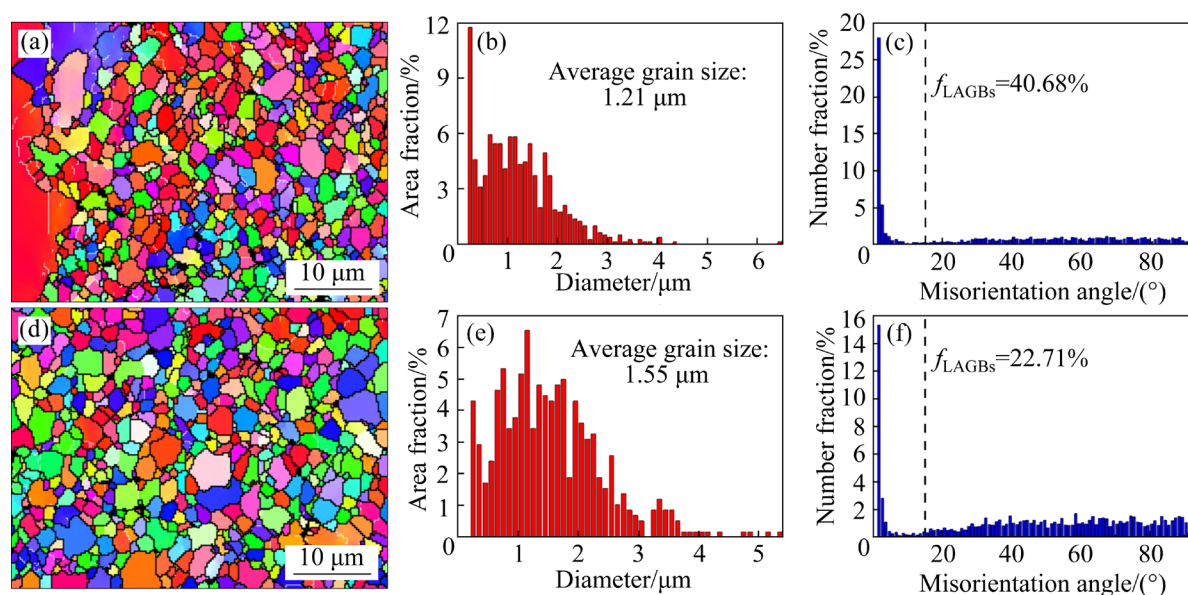 (a)
10 μm
(b)
Average grain size:
1.21 μm
12
9
6
3
0
Area fraction/%
1 2 3 4 5 6
Diameter/μm
(c)
fLAGBs=40.68%
20
25
20
15
10
5
0
Number fraction/%
20 40 60 80
Misorientation angle/(°)
(d)
10 μm
(e)
Average grain size:
1.55 μm
7
6
5
4
3
2
1
0
Area fraction/%
1 2 3 4 5
Diameter/μm
(f)
fLAGBs=22.71%
16
14
12
10
8
6
4
2
0
Number fraction/%
20 40 60 80
Misorientation angle/(°)